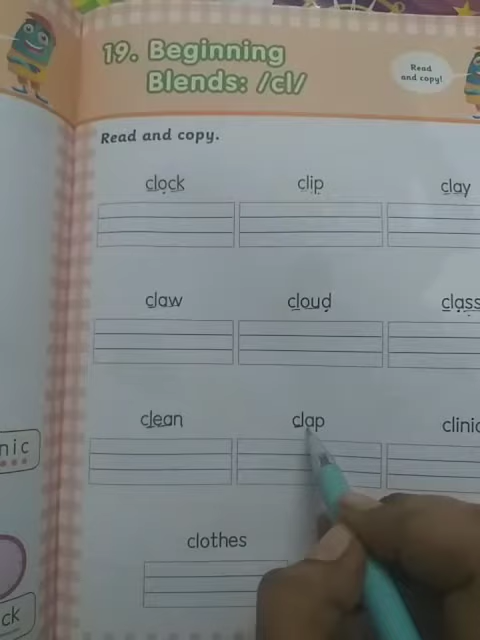 19. Beginning
Blends: /cl/
Read
and copy!
Read and copy.
clock clip clay
claw cloud class
clean clap clinic
clothes
nic
ck